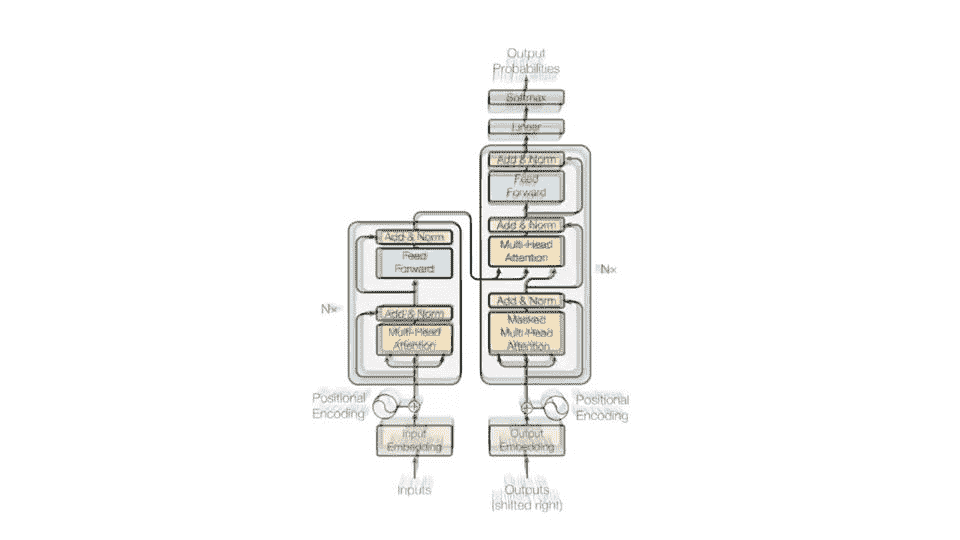 Output
Probabilities
Softmax
Linear
Add & Norm
Feed
Forward
Add & Norm
Multi-Head
Attention
Add & Norm
Masked
Multi-Head
Attention
N×
Positional
Encoding
Output
Embedding
Outputs
(shifted right)
Add & Norm
Feed
Forward
Add & Norm
Multi-Head
Attention
N×
Positional
Encoding
Input
Embedding
Inputs